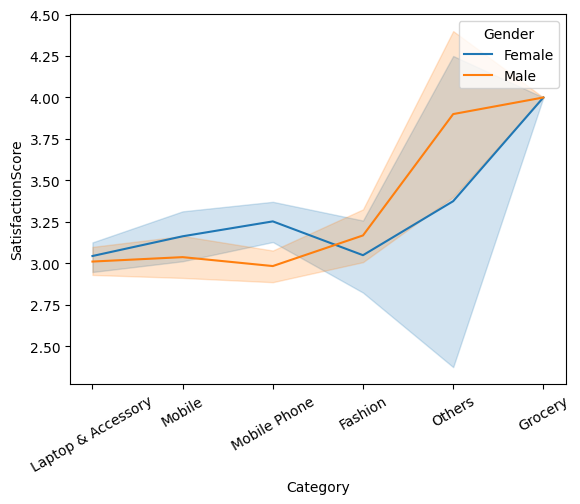 4.50
4.25
4.00
3.75
3.50
3.25
3.00
2.75
2.50
SatisfactionScore
Gender
Female
Male
Laptop & Accessory
Mobile
Mobile Phone
Fashion
Others
Grocery
Category